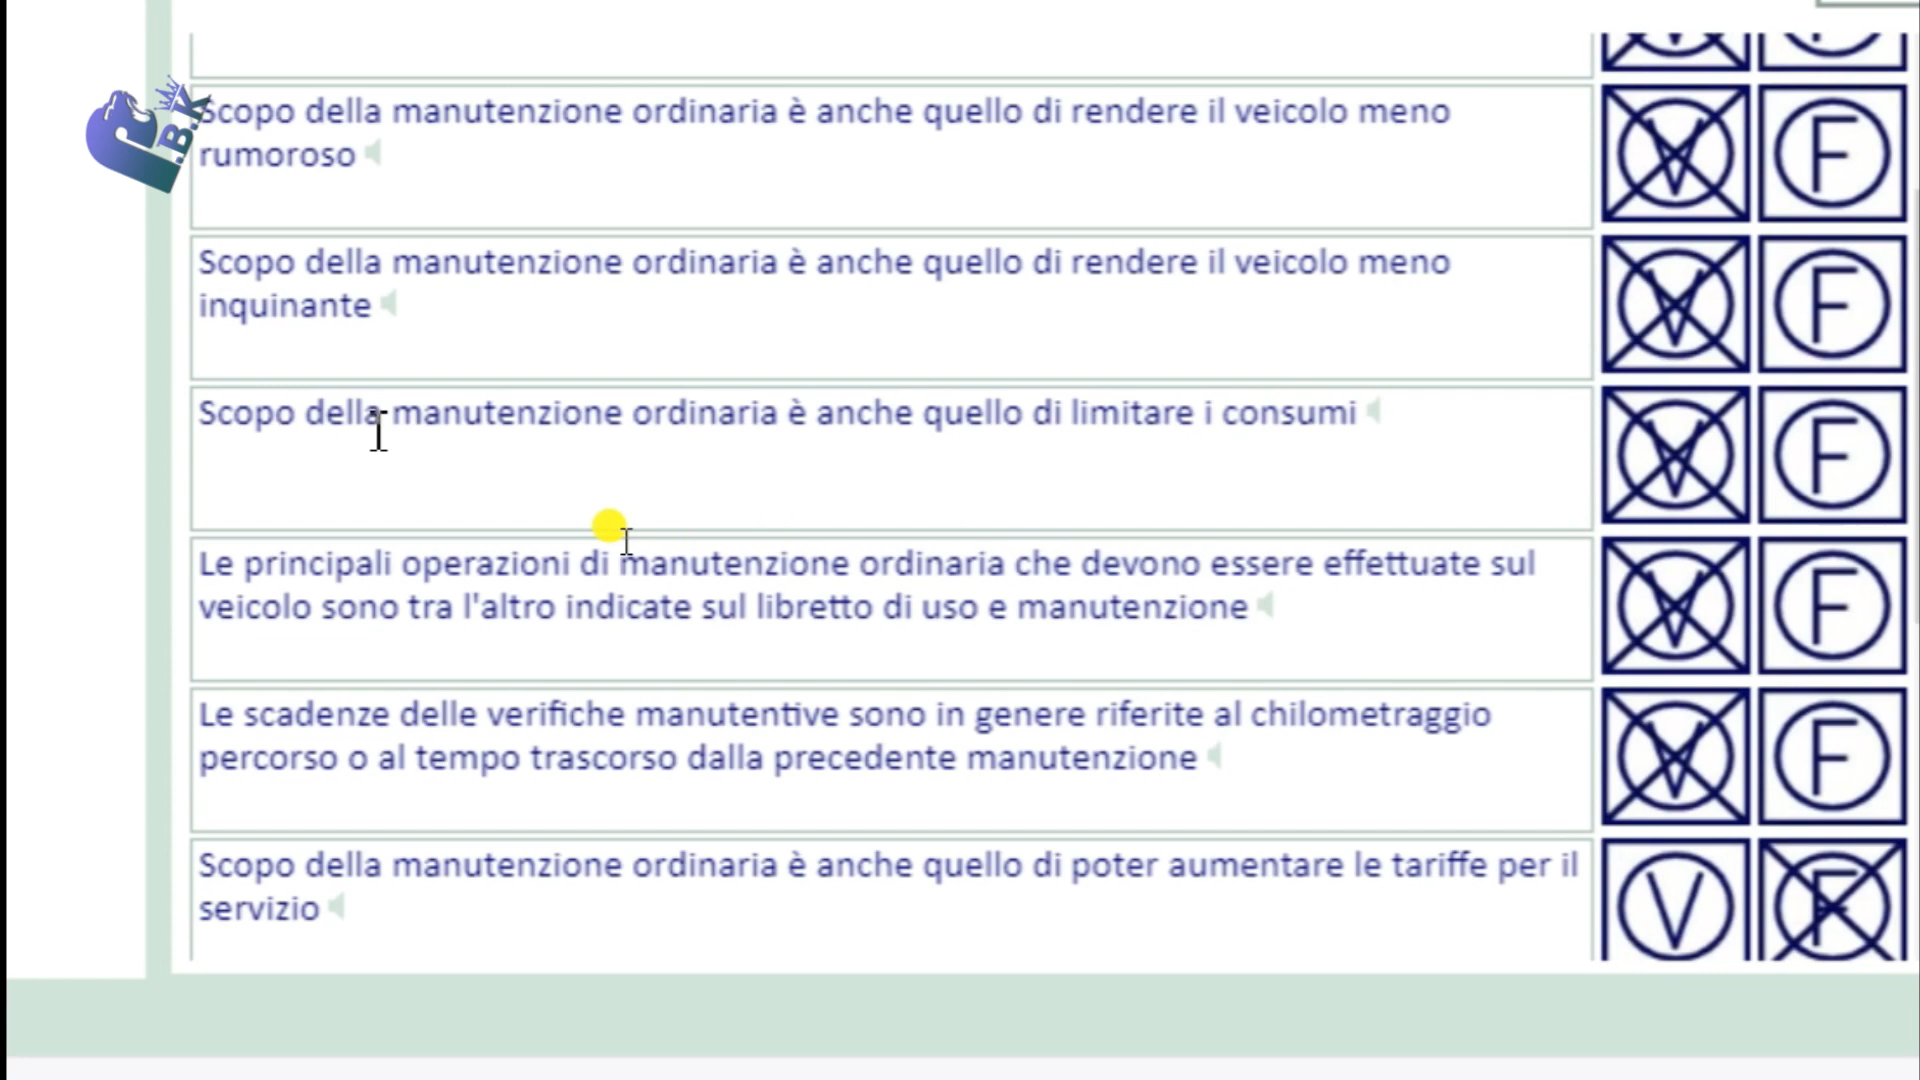 V F
Scopo della manutenzione ordinaria è anche quello di rendere il veicolo meno
rumoroso
V F
Scopo della manutenzione ordinaria è anche quello di rendere il veicolo meno
inquinante
V F
Scopo della manutenzione ordinaria è anche quello di limitare i consumi
V F
Le principali operazioni di manutenzione ordinaria che devono essere effettuate sul
veicolo sono tra l'altro indicate sul libretto di uso e manutenzione
V F
Le scadenze delle verifiche manutentive sono in genere riferite al chilometraggio
percorso o al tempo trascorso dalla precedente manutenzione
V F
Scopo della manutenzione ordinaria è anche quello di poter aumentare le tariffe per il
servizio
V F
P.B.K